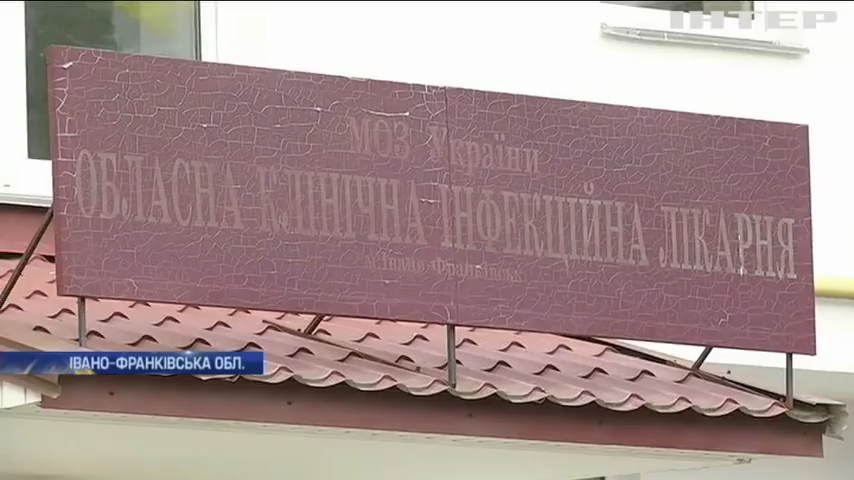 ІНТЕР
МОЗ України
ОБЛАСНА КЛІНІЧНА ІНФЕКЦІЙНА ЛІКАРНЯ
м.Івано-Франківськ
ІВАНО-ФРАНКІВСЬКА ОБЛ.